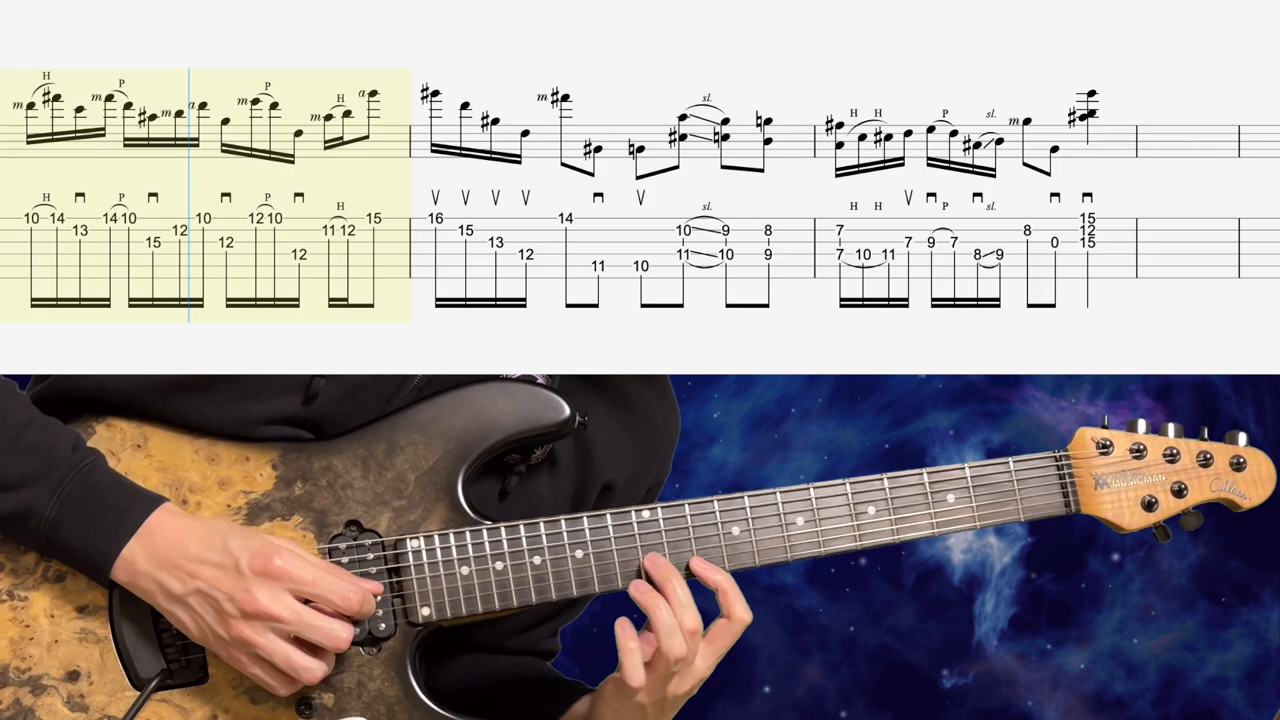 H P P H a sl.
m m m a m m m H H P sl. m
H P P H sl. H H P sl.
10 14 14 10 10 12 10 15 16 14 15
13 12 11 12 10 9 8 7 8 12
15 12 15 7 9 7 0 15
12 13 12 11 10 9 7 10 11 8 9
11 10
MUSICMAN
Cutlass